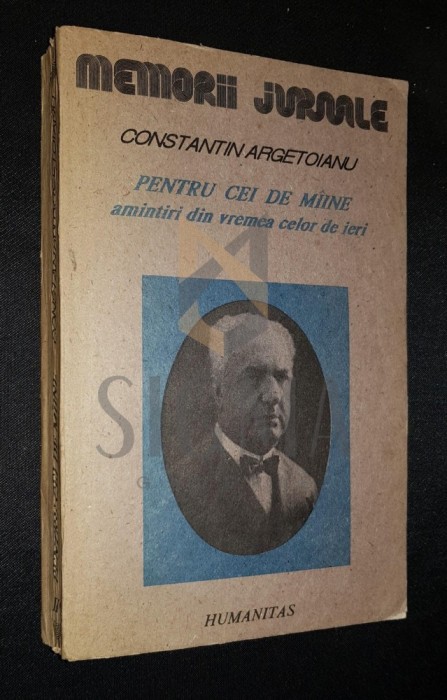 MEMORII JURNALE
CONSTANTIN ARGETOIANU
PENTRU CEI DE MÎINE
amintiri din vremea celor de ieri
HUMANITAS